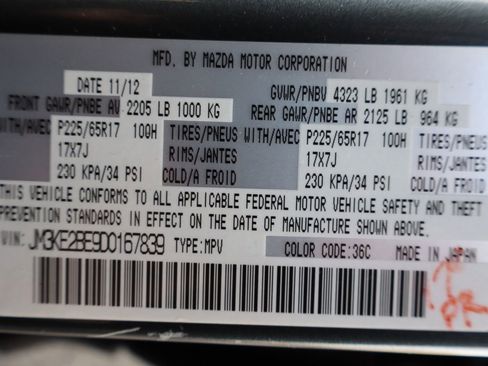 MFD. BY MAZDA MOTOR CORPORATION
DATE 11/12 GVWR/PNBV 4323 LB 1961 KG
FRONT GAWR/PNBE AV 2205 LB 1000 KG REAR GAWR/PNBE AR 2125 LB 964 KG
WITH/AVEC P225/65R17 100H TIRES/PNEUS WITH/AVEC P225/65R17 100H TIRES/PNEUS
17X7J RIMS/JANTES 17X7J RIMS/JANTES
230 KPA/34 PSI COLD/A FROID 230 KPA/34 PSI COLD/A FROID
THIS VEHICLE CONFORMS TO ALL APPLICABLE FEDERAL MOTOR VEHICLE SAFETY AND THEFT
PREVENTION STANDARDS IN EFFECT ON THE DATE OF MANUFACTURE SHOWN ABOVE.
VIN: JM3KE2BE9D0167839 TYPE:MPV COLOR CODE:36C MADE IN JAPAN